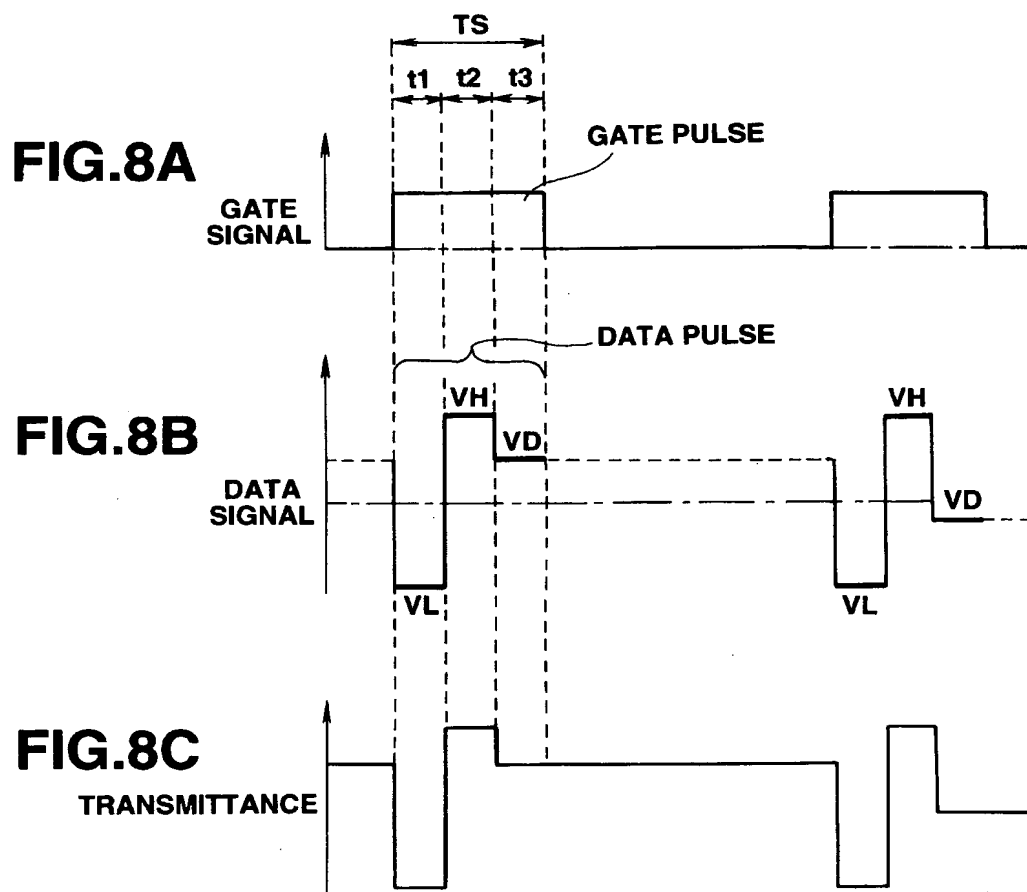 TS
t1 t2 t3
GATE PULSE
FIG.8A
GATE
SIGNAL
DATA PULSE
VH VH
FIG.8B
VD
DATA
SIGNAL
VD
VL VL
FIG.8C
TRANSMITTANCE